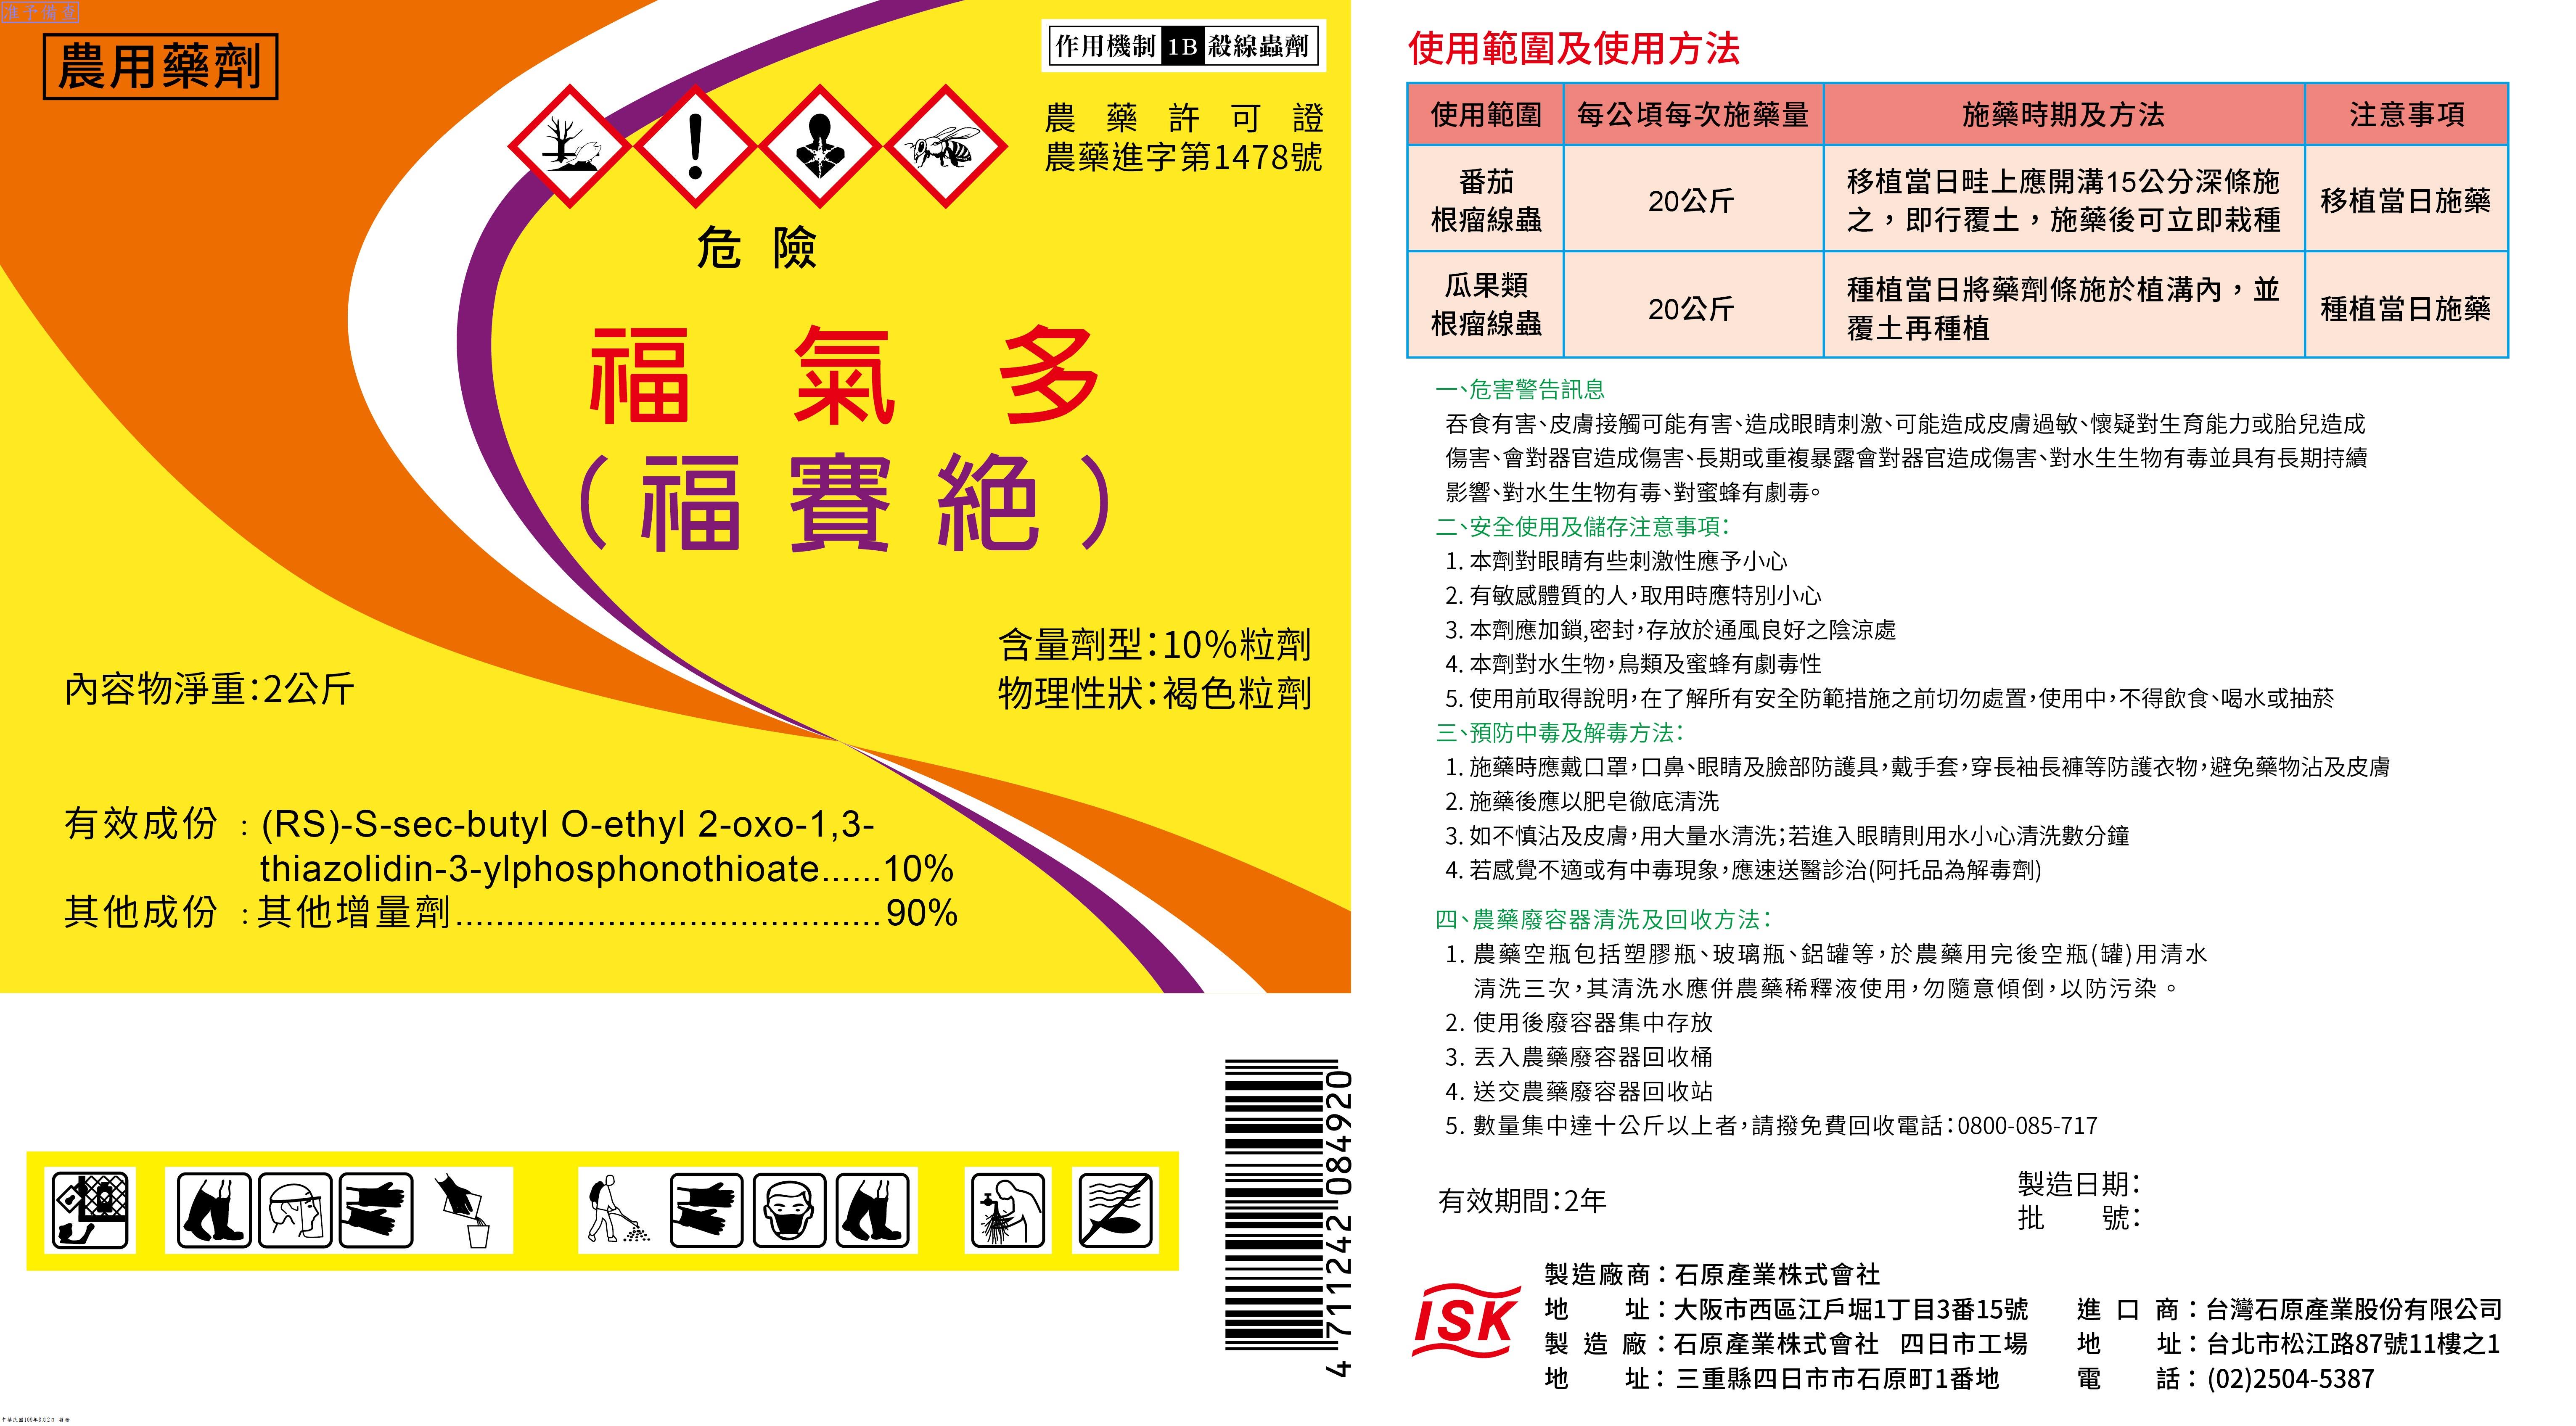 准予備查
農用藥劑
作用機制 1B 殺線蟲劑
農藥許可證
農藥進字第1478號
危險
福氣多
(福賽絕)
含量劑型：10%粒劑
物理性狀：褐色粒劑
內容物淨重：2公斤
有效成份：(RS)-S-sec-butyl O-ethyl 2-oxo-1,3-
thiazolidin-3-ylphosphonothioate......10%
其他成份：其他增量劑..........................................90%
4 711242 084920
使用範圍及使用方法
使用範圍 每公頃每次施藥量 施藥時期及方法 注意事項
番茄
根瘤線蟲
20公斤
移植當日畦上應開溝15公分深條施
之，即行覆土，施藥後可立即栽種
移植當日施藥
瓜果類
根瘤線蟲
20公斤
種植當日將藥劑條施於植溝內，並
覆土再種植
種植當日施藥
一、危害警告訊息
吞食有害、皮膚接觸可能有害、造成眼睛刺激、可能造成皮膚過敏、懷疑對生育能力或胎兒造成
傷害、會對器官造成傷害、長期或重複暴露會對器官造成傷害、對水生生物有毒並具有長期持續
影響、對水生生物有毒、對蜜蜂有劇毒。
二、安全使用及儲存注意事項：
1. 本劑對眼睛有些刺激性應予小心
2. 有敏感體質的人，取用時應特別小心
3. 本劑應加鎖,密封，存放於通風良好之陰涼處
4. 本劑對水生物，鳥類及蜜蜂有劇毒性
5. 使用前取得說明，在了解所有安全防範措施之前切勿處置，使用中，不得飲食、喝水或抽菸
三、預防中毒及解毒方法：
1. 施藥時應戴口罩，口鼻、眼睛及臉部防護具，戴手套，穿長袖長褲等防護衣物，避免藥物沾及皮膚
2. 施藥後應以肥皂徹底清洗
3. 如不慎沾及皮膚，用大量水清洗；若進入眼睛則用水小心清洗數分鐘
4. 若感覺不適或有中毒現象，應速送醫診治(阿托品為解毒劑)
四、農藥廢容器清洗及回收方法：
1. 農藥空瓶包括塑膠瓶、玻璃瓶、鋁罐等，於農藥用完後空瓶(罐)用清水
清洗三次，其清洗水應併農藥稀釋液使用，勿隨意傾倒，以防污染。
2. 使用後廢容器集中存放
3. 丟入農藥廢容器回收桶
4. 送交農藥廢容器回收站
5. 數量集中達十公斤以上者，請撥免費回收電話：0800-085-717
有效期間：2年
製造日期：
批　　號：
ISK
製造廠商：石原產業株式會社
地　　址：大阪市西區江戶堀1丁目3番15號
製 造 廠：石原產業株式會社 四日市工場
地　　址：三重縣四日市市石原町1番地
進 口 商：台灣石原產業股份有限公司
地　　址：台北市松江路87號11樓之1
電　　話：(02)2504-5387